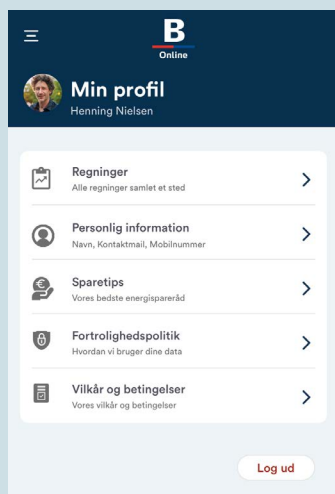 B
Online
Min profil
Henning Nielsen
Regninger
Alle regninger samlet et sted
Personlig information
Navn, Kontaktmail, Mobilnummer
Sparetips
Vores bedste energispareråd
Fortrolighedspolitik
Hvordan vi bruger dine data
Vilkår og betingelser
Vores vilkår og betingelser
Log ud